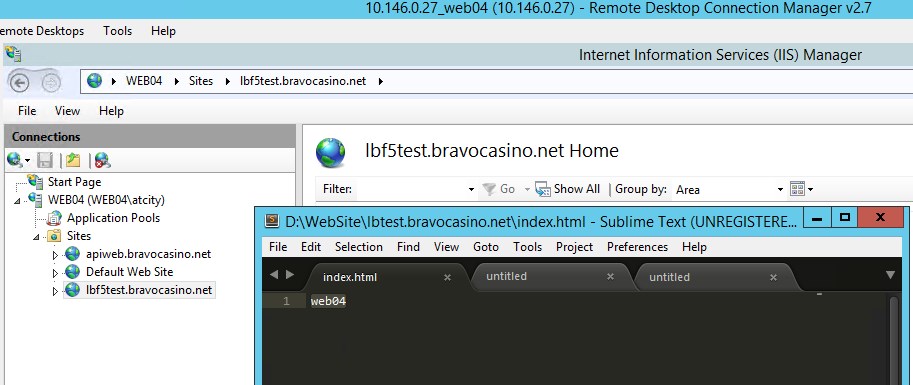 10.146.0.27_web04 (10.146.0.27) - Remote Desktop Connection Manager v2.7
emote Desktops Tools Help
Internet Information Services (IIS) Manager
WEB04 Sites lbf5test.bravocasino.net
File View Help
Connections
lbf5test.bravocasino.net Home
Filter: Go Show All Group by: Area
Start Page
WEB04 (WEB04\atcity)
Application Pools
Sites
apiweb.bravocasino.net
Default Web Site
lbf5test.bravocasino.net
D:\WebSite\lbtest.bravocasino.net\index.html - Sublime Text (UNREGISTERE...
File Edit Selection Find View Goto Tools Project Preferences Help
index.html untitled untitled
1 web04